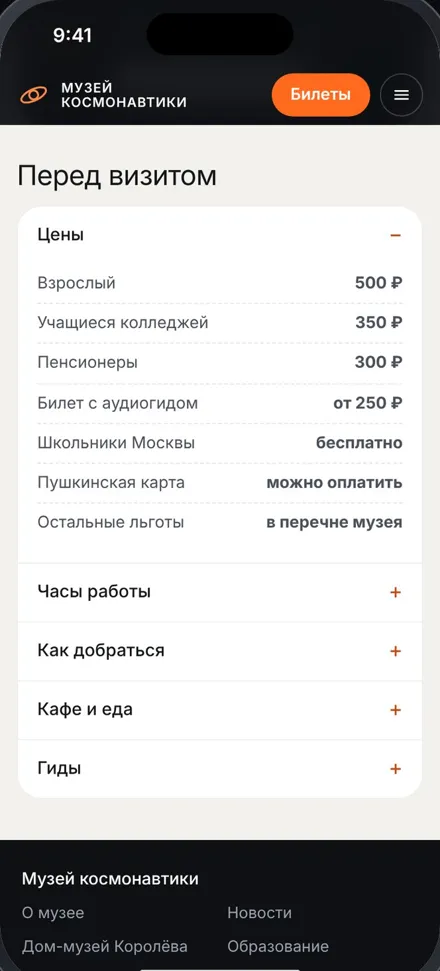 9:41
МУЗЕЙ
КОСМОНАВТИКИ
Билеты
Перед визитом
Цены
Взрослый 500 ₽
Учащиеся колледжей 350 ₽
Пенсионеры 300 ₽
Билет с аудиогидом от 250 ₽
Школьники Москвы бесплатно
Пушкинская карта можно оплатить
Остальные льготы в перечне музея
Часы работы
Как добраться
Кафе и еда
Гиды
Музей космонавтики
О музее Новости
Дом-музей Королёва Образование